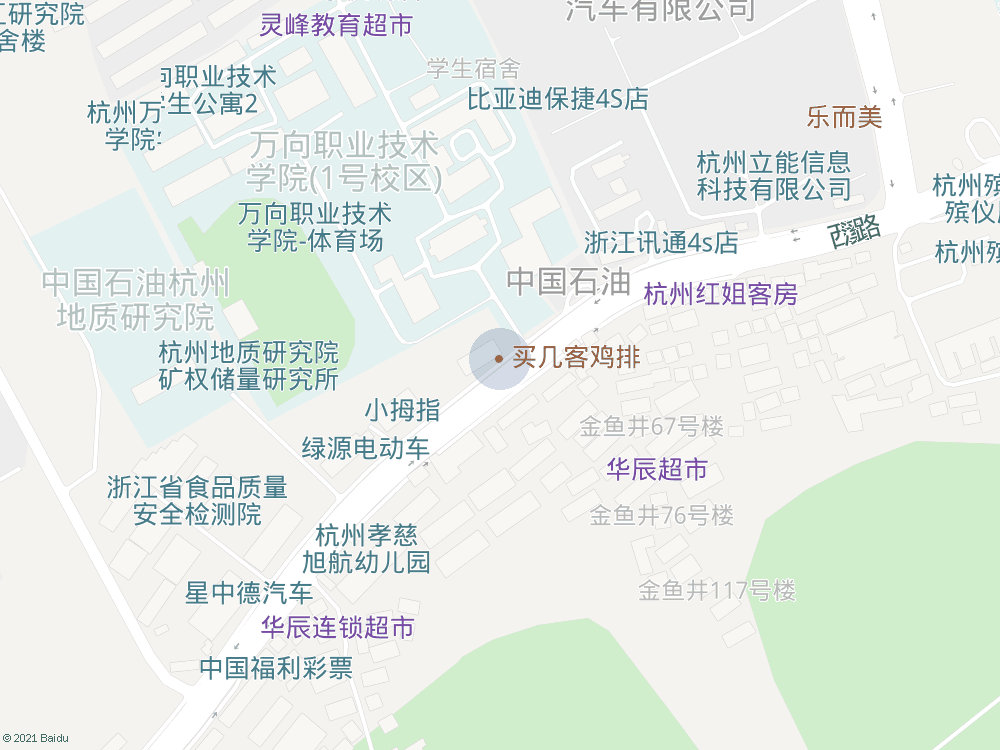 江研究院
舍楼
灵峰教育超市
汽车有限公司
学生宿舍
向职业技术
学生公寓2
比亚迪保捷4S店
杭州万
学院-
乐而美
万向职业技术
学院(1号校区)
杭州立能信息
科技有限公司
杭州殡
殡仪
万向职业技术
学院-体育场
西溪路
浙江讯通4s店
杭州殡
中国石油杭州
地质研究院
中国石油
杭州红姐客房
杭州地质研究院
矿权储量研究所
买几客鸡排
小拇指
金鱼井67号楼
绿源电动车
华辰超市
浙江省食品质量
安全检测院
金鱼井76号楼
杭州孝慈
旭航幼儿园
星中德汽车
金鱼井117号楼
华辰连锁超市
中国福利彩票
© 2021 Baidu